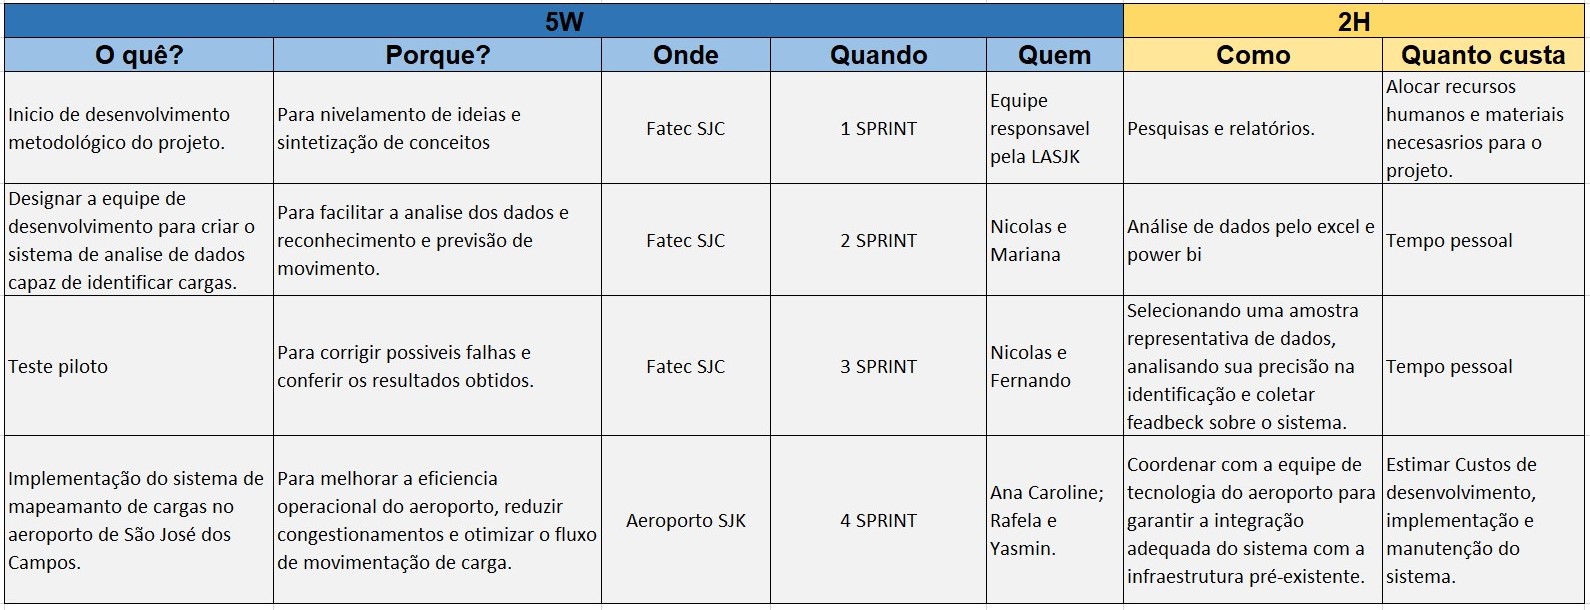 5W
2H
O quê?
Porque?
Onde
Quando
Quem
Como
Quanto custa
Inicio de desenvolvimento
metodológico do projeto.
Para nivelamento de ideias e
sintetização de conceitos
Fatec SJC
1 SPRINT
Equipe
responsavel
pela LASJK
Pesquisas e relatórios.
Alocar recursos
humanos e materiais
necesasrios para o
projeto.
Designar a equipe de
desenvolvimento para criar o
sistema de analise de dados
capaz de identificar cargas.
Para facilitar a analise dos dados e
reconhecimento e previsão de
movimento.
Fatec SJC
2 SPRINT
Nicolas e
Mariana
Análise de dados pelo excel e
power bi
Tempo pessoal
Teste piloto
Para corrigir possiveis falhas e
conferir os resultados obtidos.
Fatec SJC
3 SPRINT
Nicolas e
Fernando
Selecionando uma amostra
representativa de dados,
analisando sua precisão na
identificação e coletar
feadbeck sobre o sistema.
Tempo pessoal
Implementação do sistema de
mapeamanto de cargas no
aeroporto de São José dos
Campos.
Para melhorar a eficiencia
operacional do aeroporto, reduzir
congestionamentos e otimizar o fluxo
de movimentação de carga.
Aeroporto SJK
4 SPRINT
Ana Caroline;
Rafela e
Yasmin.
Coordenar com a equipe de
tecnologia do aeroporto para
garantir a integração
adequada do sistema com a
infraestrutura pré-existente.
Estimar Custos de
desenvolvimento,
implementação e
manutenção do
sistema.